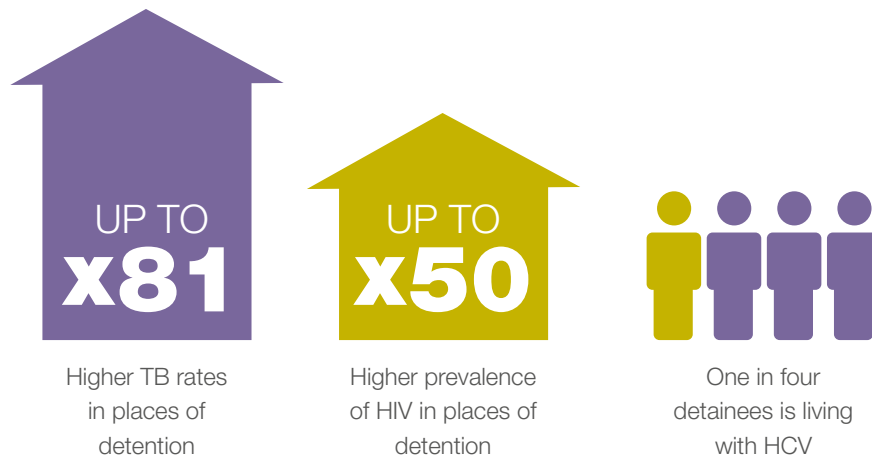 UP TO
x81
Higher TB rates
in places of
detention
UP TO
x50
Higher prevalence
of HIV in places of
detention
One in four
detainees is living
with HCV